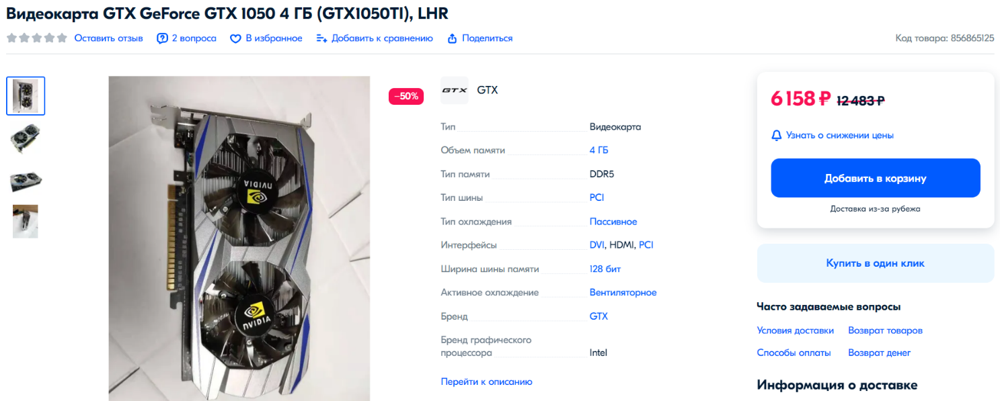 Видеокарта GTX GeForce GTX 1050 4 ГБ (GTX1050TI), LHR
Оставить отзыв 2 вопроса В избранное Добавить к сравнению Поделиться Код товара: 856865125
–50%
GTX GTX
Тип Видеокарта
Объем памяти 4 ГБ
Тип памяти DDR5
Тип шины PCI
Тип охлаждения Пассивное
Интерфейсы DVI, HDMI, PCI
Ширина шины памяти 128 бит
Активное охлаждение Вентиляторное
Бренд GTX
Бренд графического
процессора Intel
Перейти к описанию
NVIDIA
NVIDIA
6 158 ₽ 12 483 ₽
Узнать о снижении цены
Добавить в корзину
Доставка из-за рубежа
Купить в один клик
Часто задаваемые вопросы
Условия доставки Возврат товаров
Способы оплаты Возврат денег
Информация о доставке